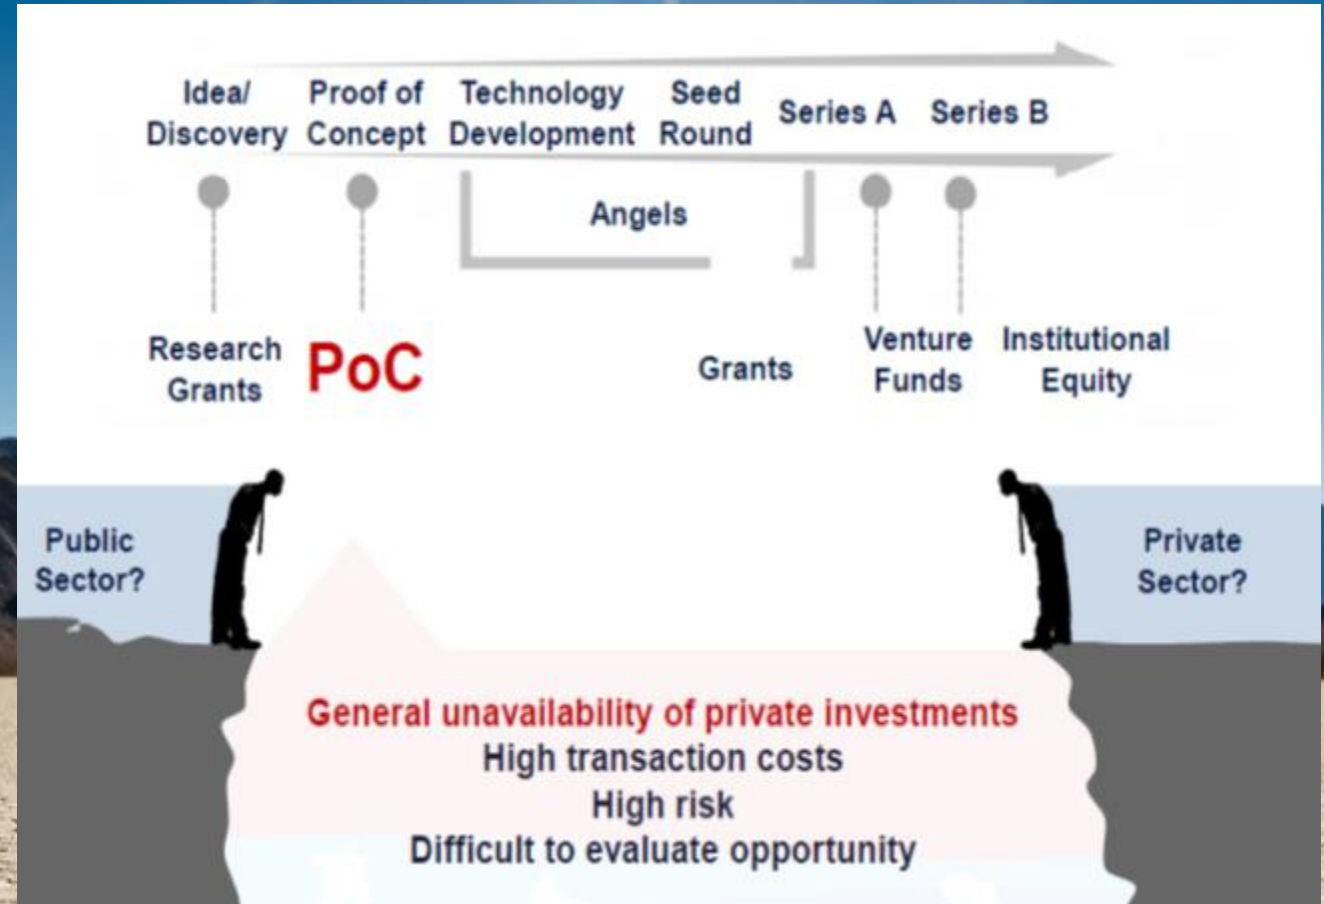 Idea/
Discovery
Proof of
Concept
Technology
Development
Seed
Round
Series A
Series B
Angels
Research
Grants
PoC
Grants
Venture
Funds
Institutional
Equity
Public
Sector?
Private
Sector?
General unavailability of private investments
High transaction costs
High risk
Difficult to evaluate opportunity